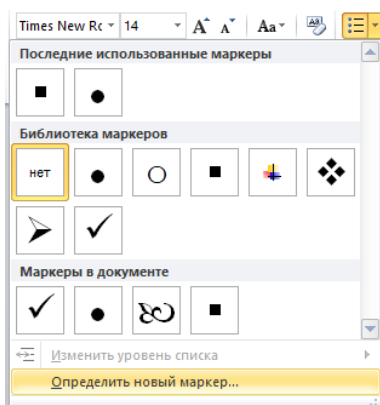 Times New Rc 14 A A Aa АВ
Последние использованные маркеры
Библиотека маркеров
нет
Маркеры в документе
Изменить уровень списка
Определить новый маркер...